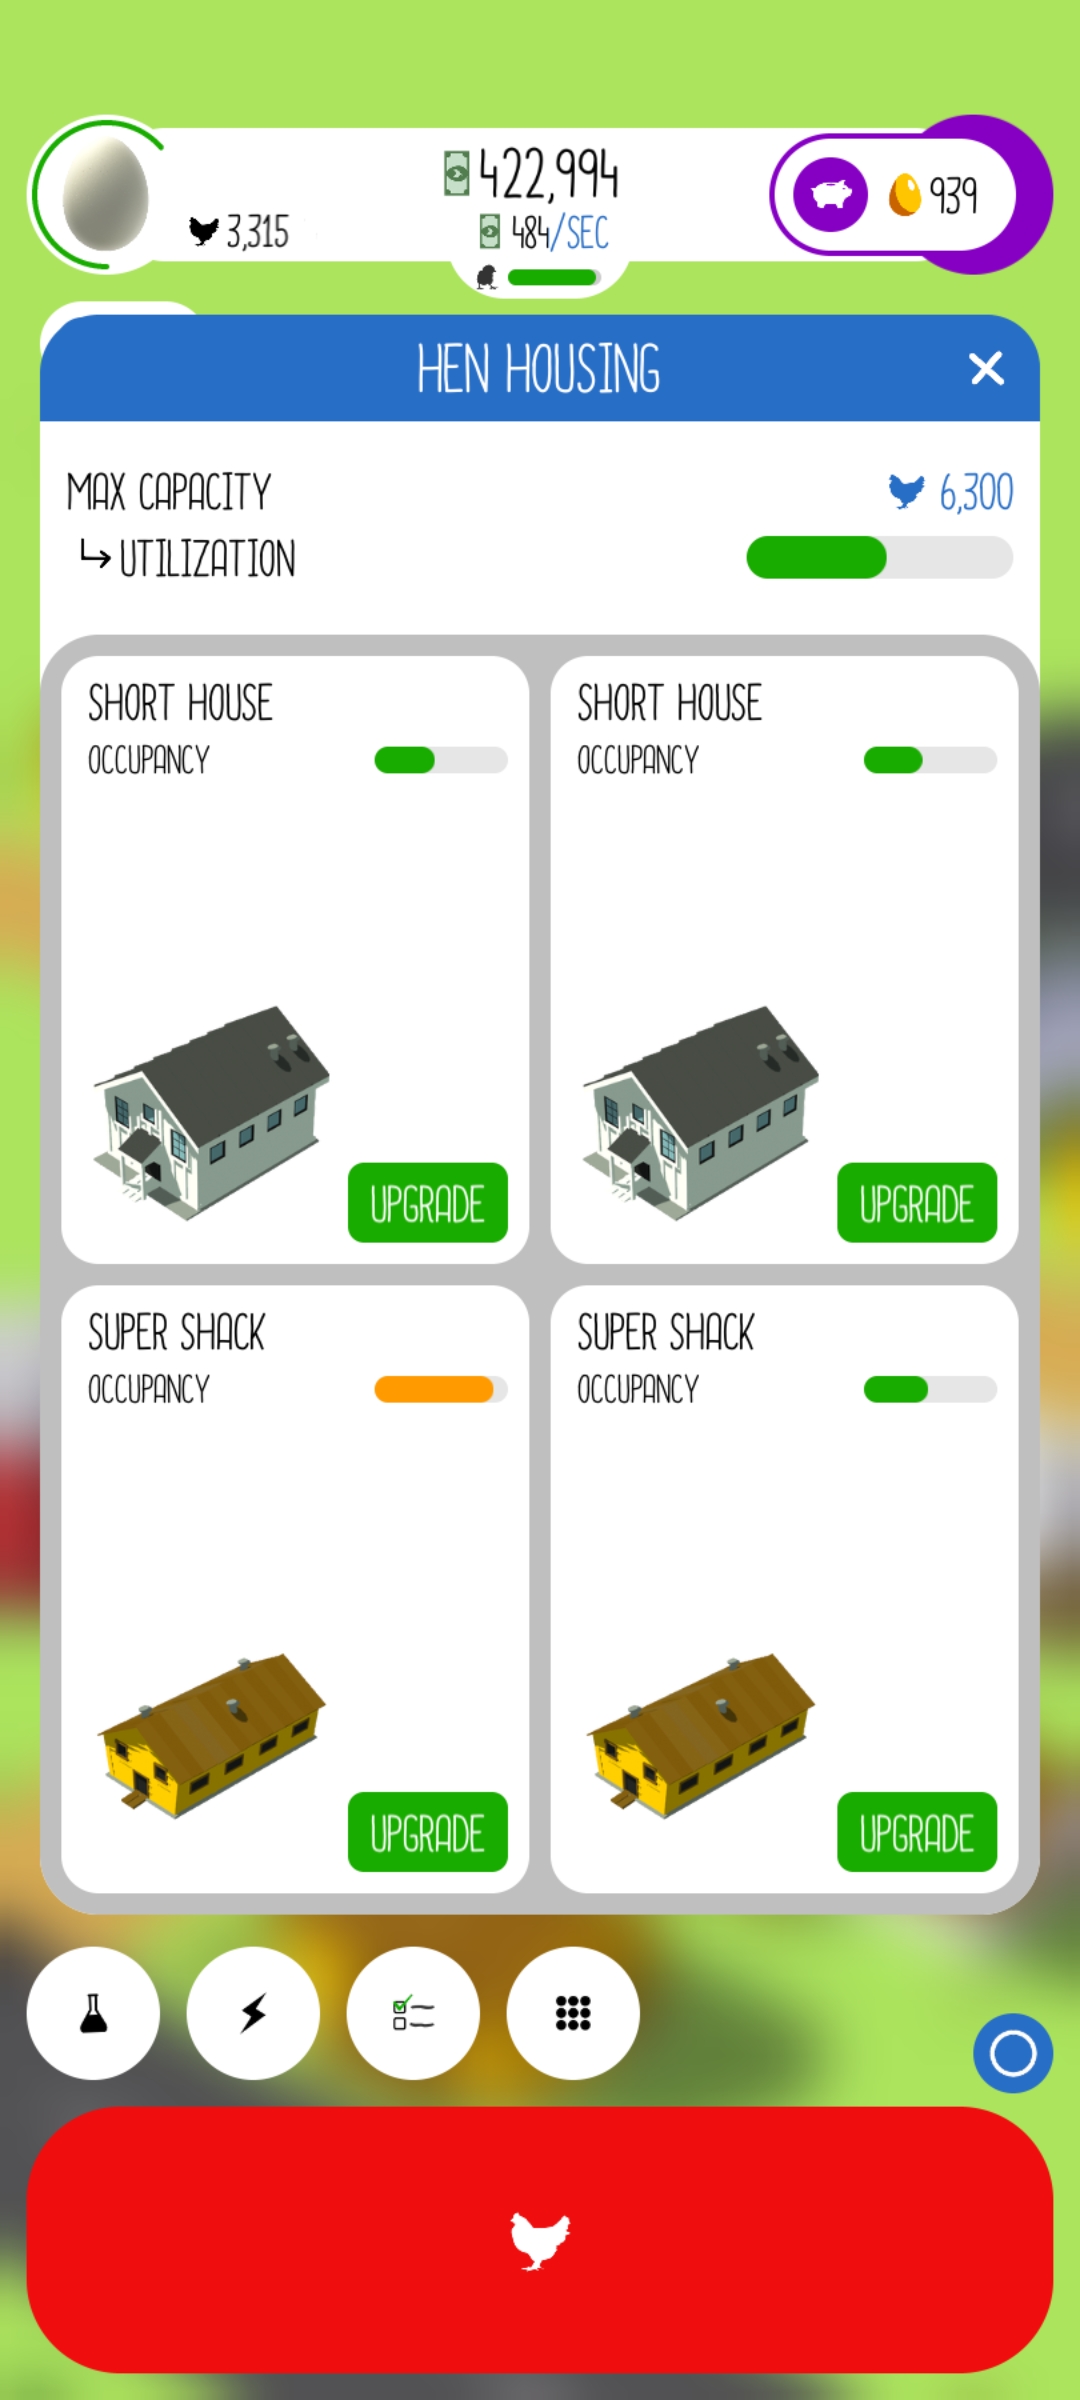 422,994
3,315
484/SEC
939
HEN HOUSING
MAX CAPACITY
6,300
UTILIZATION
SHORT HOUSE
OCCUPANCY
UPGRADE
SHORT HOUSE
OCCUPANCY
UPGRADE
SUPER SHACK
OCCUPANCY
UPGRADE
SUPER SHACK
OCCUPANCY
UPGRADE